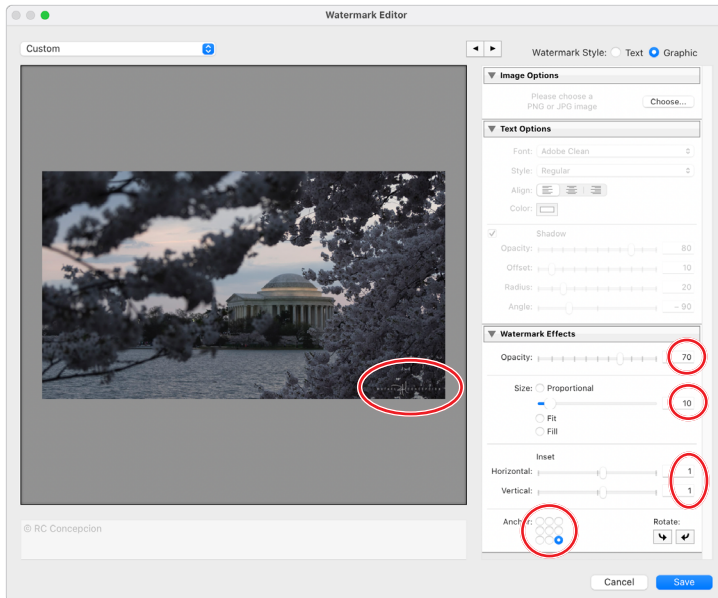 Watermark Editor
Custom
Watermark Style: Text Graphic
Image Options
Please choose a
PNG or JPG image
Choose...
Text Options
Font: Adobe Clean
Style: Regular
Align:
Color:
Shadow
Opacity: 80
Offset: 10
Radius: 20
Angle: - 90
Watermark Effects
Opacity: 70
Size: Proportional
10
Fit
Fill
Inset
Horizontal: 1
Vertical: 1
Anchor: Rotate:
© RC Concepcion
Cancel Save